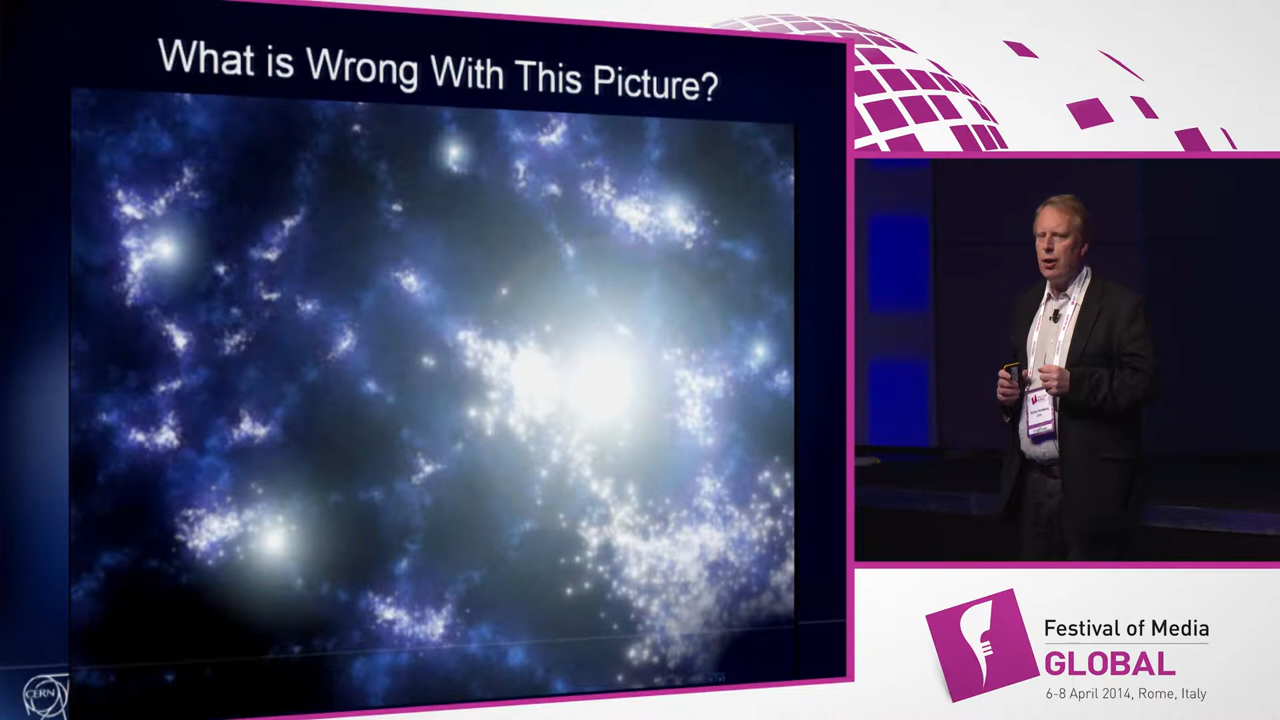 What is Wrong With This Picture?
CERN
Festival of Media
GLOBAL
6-8 April 2014, Rome, Italy